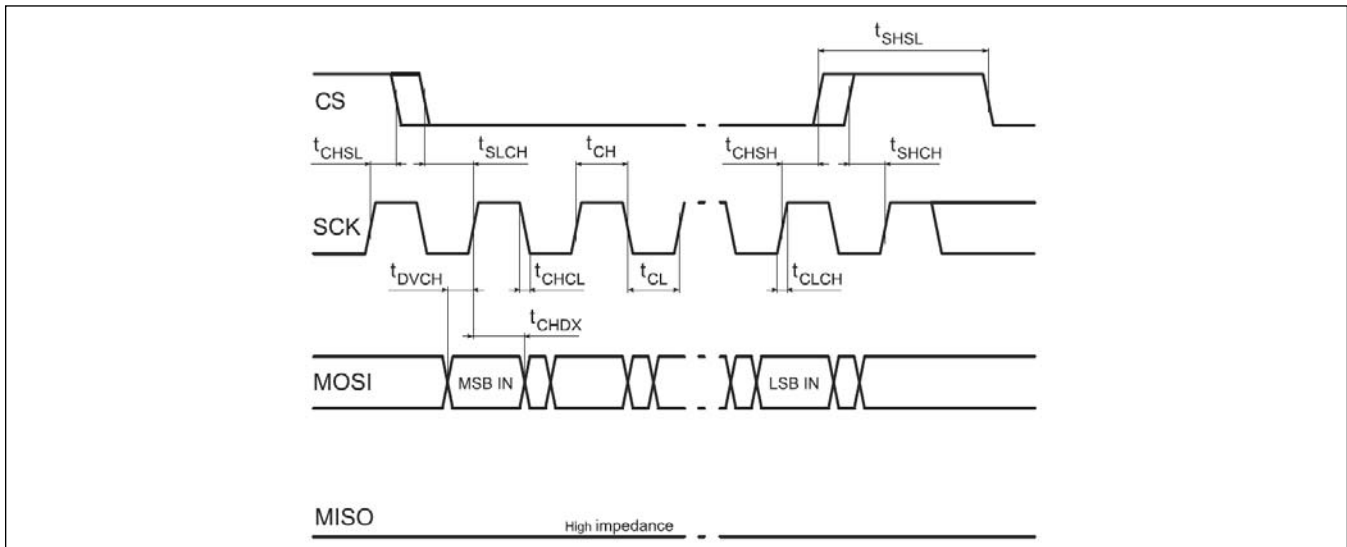 tSHSL
CS
tCHSL
tSLCH
tCH
tCHSH
tSHCH
SCK
tDVCH
tCHCL
tCL
tCLCH
tCHDX
MOSI
MSB IN
LSB IN
MISO
High impedance